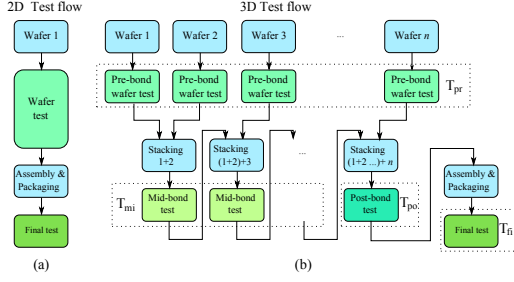 2D Test flow
3D Test flow
Wafer 1
Wafer 1
Wafer 2
Wafer 3
...
Wafer n
Wafer
test
Pre-bond
wafer test
Pre-bond
wafer test
Pre-bond
wafer test
Pre-bond
wafer test
Tpr
Stacking
1+2
Stacking
(1+2)+3
...
Stacking
(1+2 ...)+ n
Assembly &
Packaging
Assembly &
Packaging
Tmi
Mid-bond
test
Mid-bond
test
Post-bond
test
Tpo
Final test
Final test
Tfi
(a)
(b)